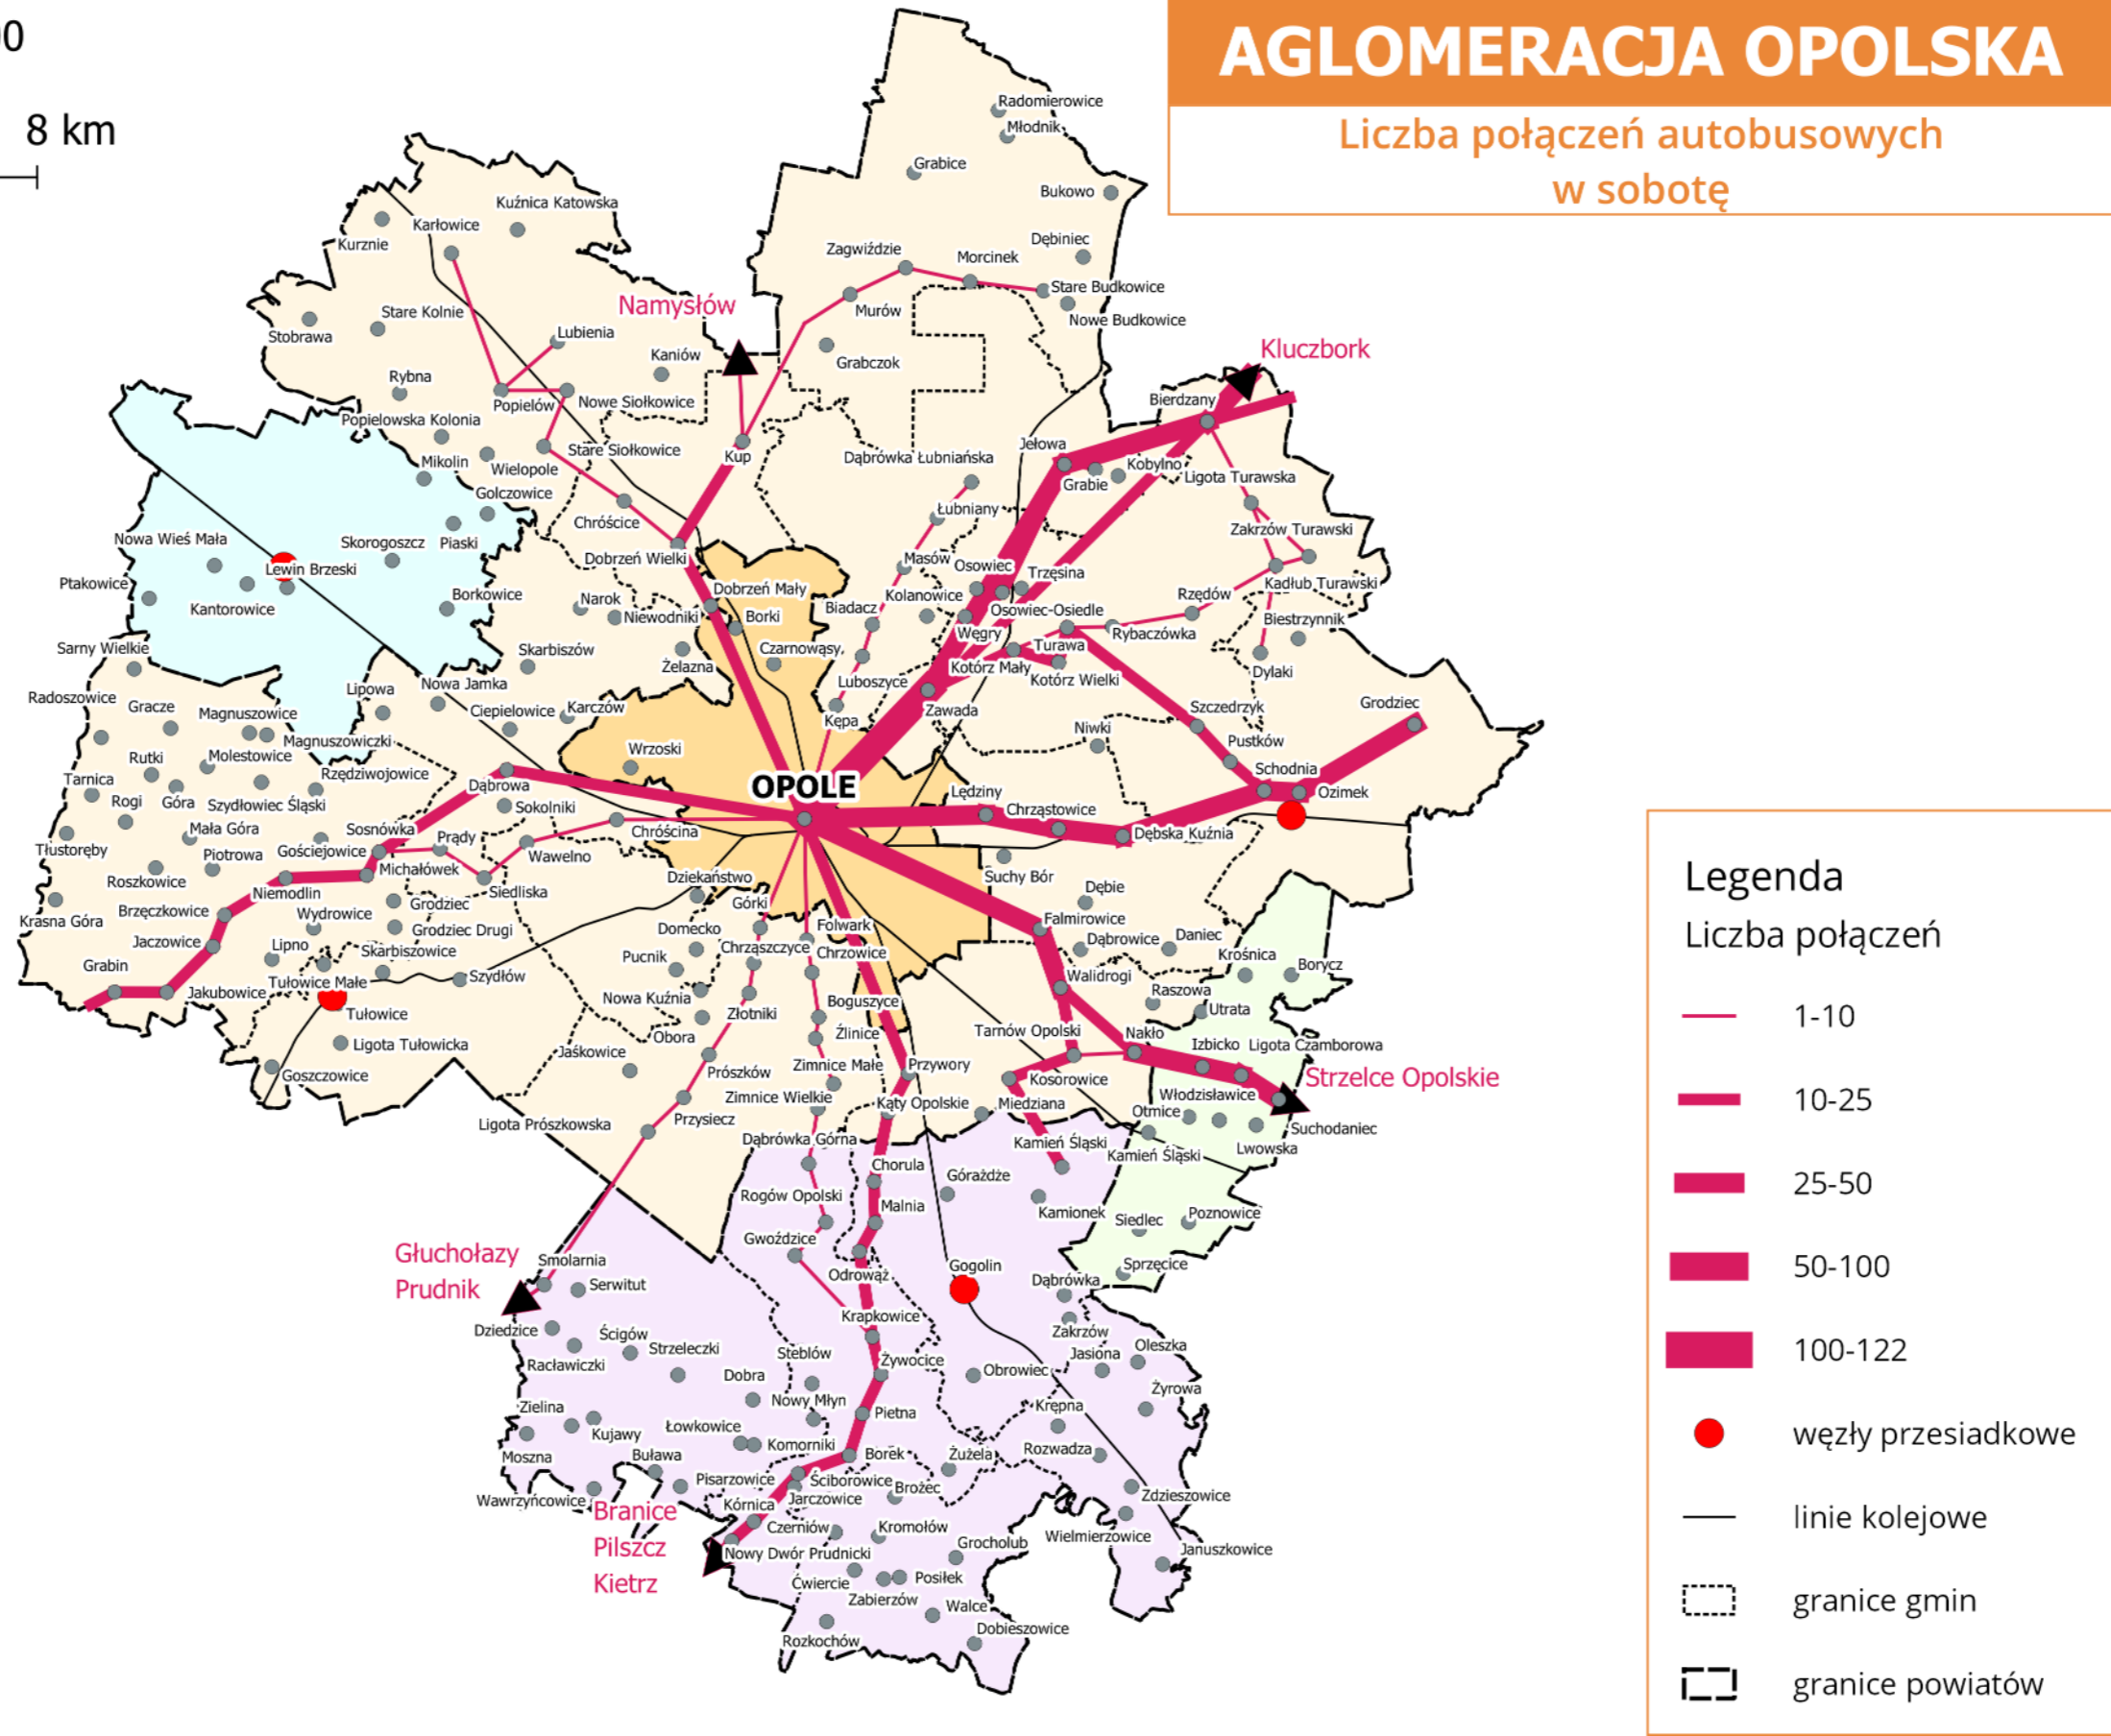 00
8 km
AGLOMERACJA OPOLSKA
Liczba połączeń autobusowych
w sobotę
Radomierowice
Młodnik
Grabice
Bukowo
Kuźnica Katowska
Karłowice
Kurznie
Dębiniec
Zagwiździe
Morcinek
Stare Budkowice
Nowe Budkowice
Namysłów
Murów
Stare Kolnie
Stobrawa
Lubienia
Kaniów
Grabczok
Kluczbork
Rybna
Popielów
Nowe Siołkowice
Bierdzany
Popielowska Kolonia
Stare Siołkowice
Kup
Dąbrówka Łubniańska
Jełowa
Kobylno
Grabie
Ligota Turawska
Mikolin
Wielopole
Golczowice
Łubniany
Chróścice
Zakrzów Turawski
Nowa Wieś Mała
Skorogoszcz
Piaski
Lewin Brzeski
Dobrzeń Wielki
Masów
Osowiec
Trzęsina
Ptakowice
Kantorowice
Borkowice
Narok
Niewodniki
Dobrzeń Mały
Borki
Biadacz
Kolanowice
Osowiec-Osiedle
Rzędów
Kadłub Turawski
Biestrzynnik
Sarny Wielkie
Skarbiszów
Żelazna
Czarnowąsy
Węgry
Turawa
Rybaczówka
Kotórz Mały
Kotórz Wielki
Dylaki
Radoszowice
Gracze
Lipowa
Nowa Jamka
Luboszyce
Magnuszowice
Ciepielowice
Karczów
Kępa
Zawada
Szczedrzyk
Grodziec
Magnuszowiczki
Niwki
Rutki
Molestowice
Wrzoski
Pustków
Tarnica
Rzędziwojowice
Schodnia
Rogi
Góra
Szydłowiec Śląski
Dąbrowa
OPOLE
Lędziny
Ozimek
Sokolniki
Chrząstowice
Mała Góra
Sosnówka
Prądy
Chróścina
Dębska Kuźnia
Tłustoręby
Piotrowa
Gościejowice
Wawelno
Roszkowice
Michałówek
Siedliska
Dziekaństwo
Suchy Bór
Niemodlin
Krasna Góra
Brzęczkowice
Wydrowice
Grodziec
Górki
Dębie
Grodziec Drugi
Domecko
Folwark
Falmirowice
Jaczowice
Lipno
Skarbiszowice
Chrząszczyce
Chrzowice
Dąbrowice
Daniec
Grabin
Pucnik
Krośnica
Borycz
Jakubowice
Tułowice Małe
Szydłów
Walidrogi
Tułowice
Nowa Kuźnia
Złotniki
Boguszyce
Raszowa
Utrata
Ligota Tułowicka
Obora
Źlinice
Tarnów Opolski
Nakło
Izbicko
Ligota Czamborowa
Goszczowice
Jaśkowice
Prószków
Zimnice Małe
Przywory
Kosorowice
Strzelce Opolskie
Ligota Prószkowska
Przysiecz
Zimnice Wielkie
Kąty Opolskie
Miedziana
Włodzisławice
Otmice
Suchodaniec
Dąbrówka Górna
Kamień Śląski
Kamień Śląski
Lwowska
Chorula
Górażdże
Rogów Opolski
Malnia
Kamionek
Siedlec
Poznowice
Głuchołazy
Prudnik
Smolarnia
Gwoździce
Odrowąż
Gogolin
Sprzęcice
Serwitut
Dąbrówka
Krapkowice
Dziedzice
Ścigów
Strzeleczki
Steblów
Zakrzów
Oleszka
Racławiczki
Dobra
Żywocice
Obrowiec
Jasiona
Nowy Młyn
Żyrowa
Zielina
Pietna
Krępna
Kujawy
Łowkowice
Komorniki
Moszna
Buława
Borek
Żużela
Rozwadza
Pisarzowice
Ściborowice
Wawrzyńcowice
Jarczowice
Brożec
Zdzieszowice
Branice
Pilszcz
Kietrz
Kórnica
Czerniów
Kromołów
Wielmierzowice
Nowy Dwór Prudnicki
Grocholub
Januszkowice
Ćwiercie
Posiłek
Zabierzów
Walce
Rozkochów
Dobieszowice
Legenda
Liczba połączeń
1-10
10-25
25-50
50-100
100-122
węzły przesiadkowe
linie kolejowe
granice gmin
granice powiatów